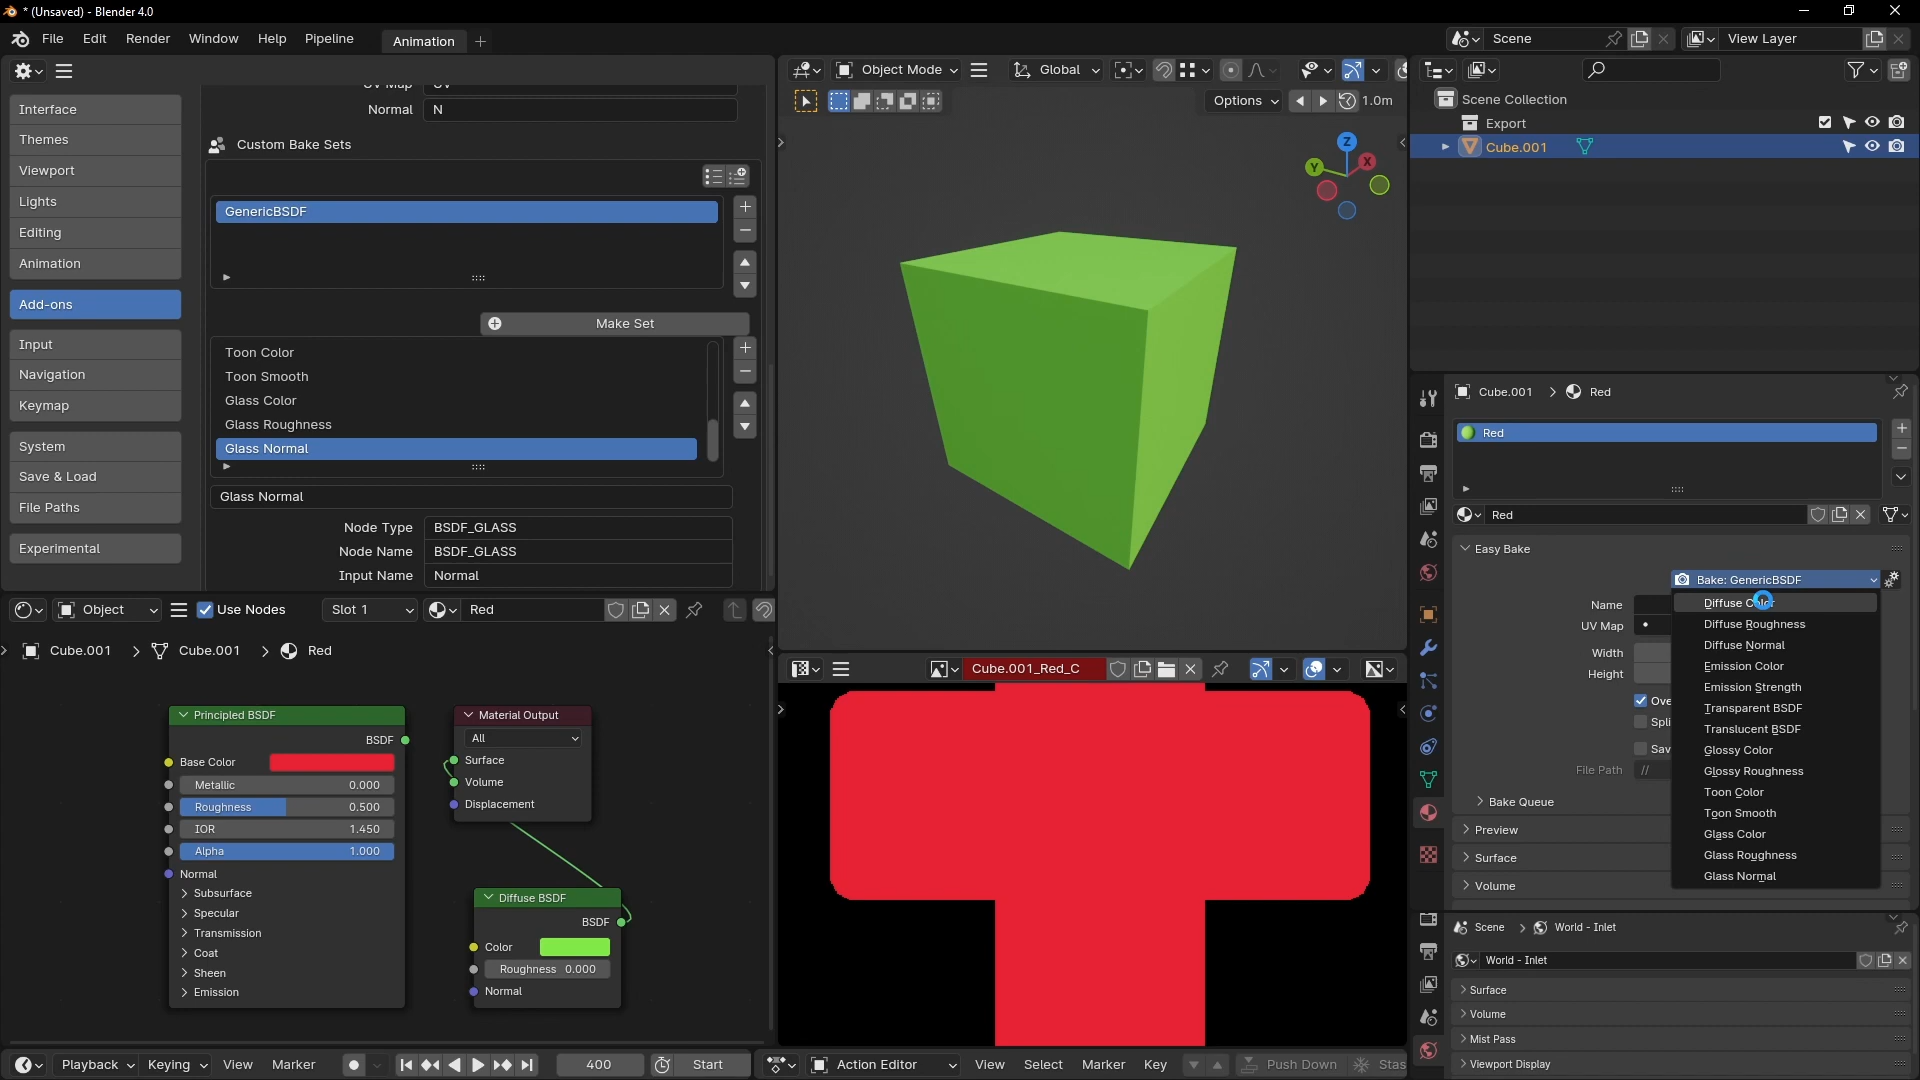 * (Unsaved) - Blender 4.0
File Edit Render Window Help Pipeline Animation
Scene View Layer
Interface
Themes
Viewport
Lights
Editing
Animation
Add-ons
Input
Navigation
Keymap
System
Save & Load
File Paths
Experimental
UV Map UV
Normal N
Custom Bake Sets
GenericBSDF
Make Set
Toon Color
Toon Smooth
Glass Color
Glass Roughness
Glass Normal
Glass Normal
Node Type BSDF_GLASS
Node Name BSDF_GLASS
Input Name Normal
Object Use Nodes Slot 1 Red
Cube.001 Cube.001 Red
Principled BSDF
BSDF
Base Color
Metallic 0.000
Roughness 0.500
IOR 1.450
Alpha 1.000
Normal
Subsurface
Specular
Transmission
Coat
Sheen
Emission
Material Output
All
Surface
Volume
Displacement
Diffuse BSDF
BSDF
Color
Roughness 0.000
Normal
Playback Keying View Marker 400 Start
Object Mode Global
Options 1.0m
Z
Y X
Cube.001_Red_C
Action Editor View Select Marker Key Push Down Stas
Scene Collection
Export
Cube.001
Cube.001 Red
Red
Red
Easy Bake
Bake: GenericBSDF
Name
UV Map
Width
Height
Ove
Spli
Sav
File Path //
Bake Queue
Preview
Surface
Volume
Diffuse Color
Diffuse Roughness
Diffuse Normal
Emission Color
Emission Strength
Transparent BSDF
Translucent BSDF
Glossy Color
Glossy Roughness
Toon Color
Toon Smooth
Glass Color
Glass Roughness
Glass Normal
Scene World - Inlet
World - Inlet
Surface
Volume
Mist Pass
Viewport Display